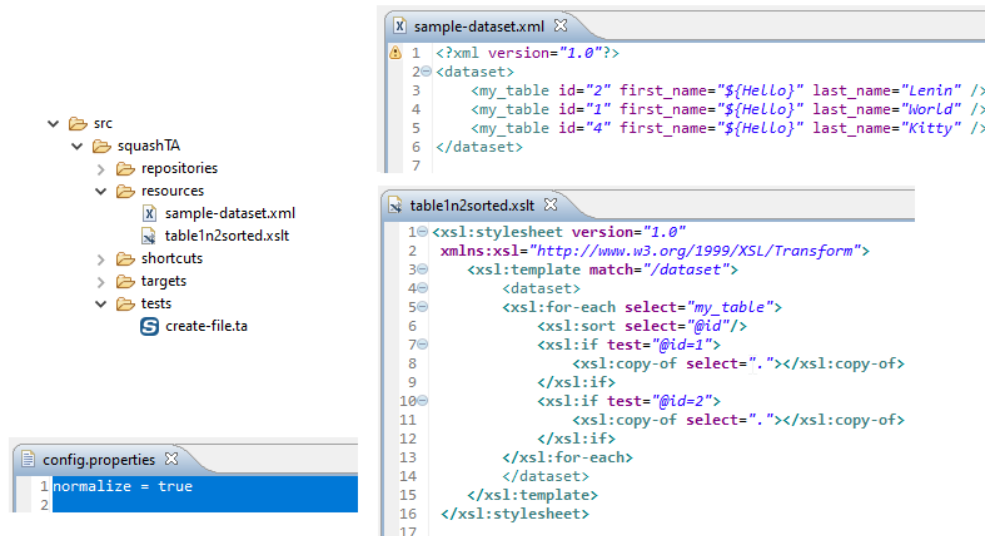 src
squashTA
repositories
resources
sample-dataset.xml
table1n2sorted.xslt
shortcuts
targets
tests
create-file.ta
config.properties
1 normalize = true
2
sample-dataset.xml
1 <?xml version="1.0"?>
2 <dataset>
3 <my_table id="2" first_name="${Hello}" last_name="Lenin" />
4 <my_table id="1" first_name="${Hello}" last_name="World" />
5 <my_table id="4" first_name="${Hello}" last_name="Kitty" />
6 </dataset>
7
table1n2sorted.xslt
1 <xsl:stylesheet version="1.0"
2 xmlns:xsl="http://www.w3.org/1999/XSL/Transform">
3 <xsl:template match="/dataset">
4 <dataset>
5 <xsl:for-each select="my_table">
6 <xsl:sort select="@id"/>
7 <xsl:if test="@id=1">
8 <xsl:copy-of select="."></xsl:copy-of>
9 </xsl:if>
10 <xsl:if test="@id=2">
11 <xsl:copy-of select="."></xsl:copy-of>
12 </xsl:if>
13 </xsl:for-each>
14 </dataset>
15 </xsl:template>
16 </xsl:stylesheet>
17